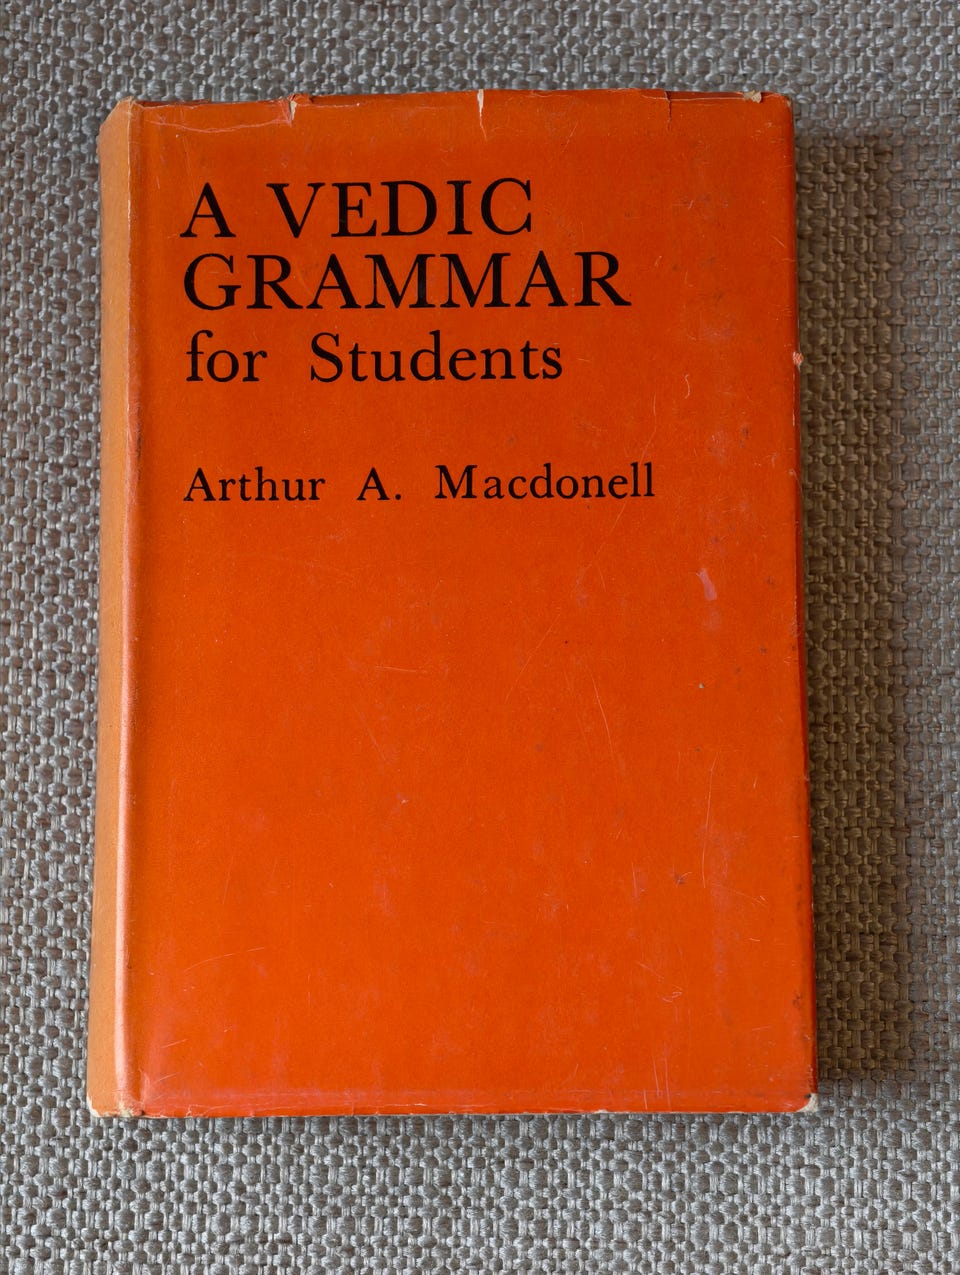 A VEDIC
GRAMMAR
for Students
Arthur A. Macdonell